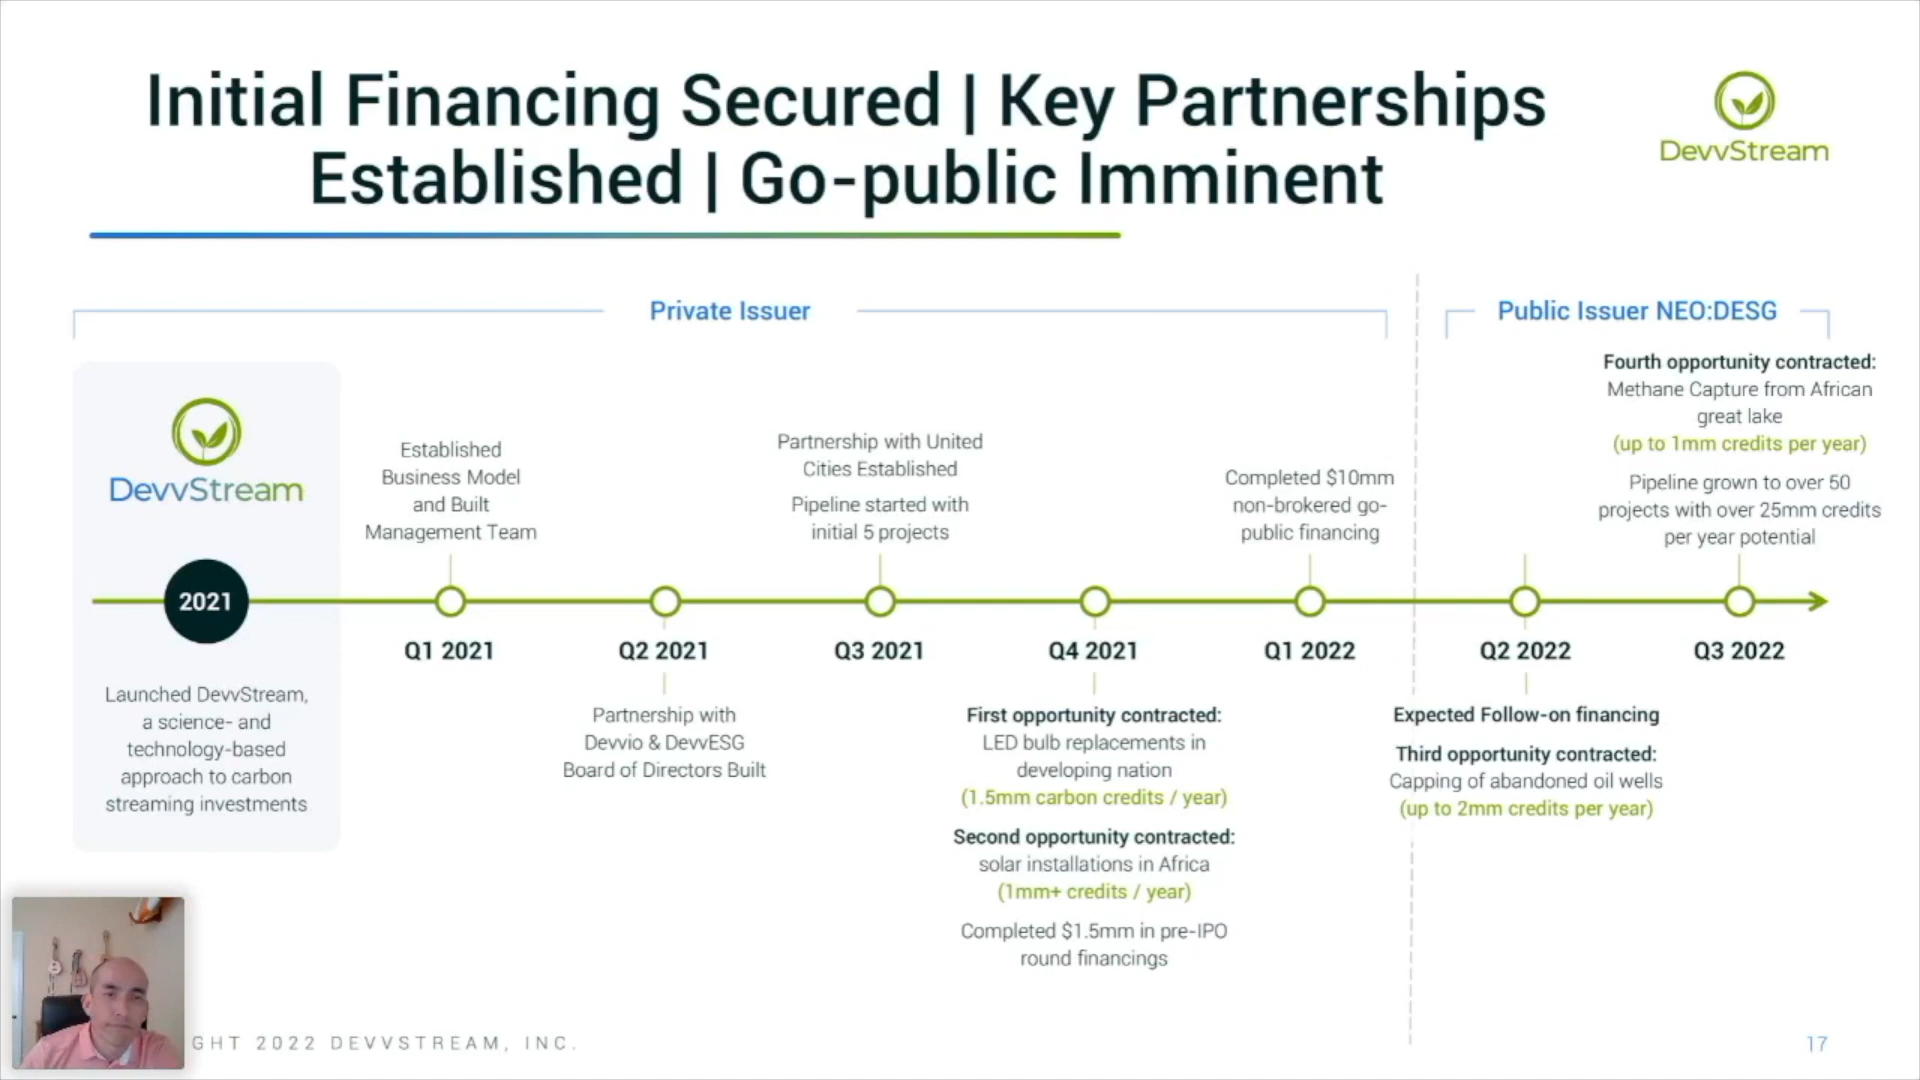 Initial Financing Secured | Key Partnerships
Established | Go-public Imminent
DevvStream
Private Issuer
Public Issuer NEO:DESG
DevvStream
2021
Launched DevvStream,
a science- and
technology-based
approach to carbon
streaming investments
Established
Business Model
and Built
Management Team
Q1 2021
Q2 2021
Partnership with
Devvio & DevvESG
Board of Directors Built
Partnership with United
Cities Established
Pipeline started with
initial 5 projects
Q3 2021
Q4 2021
First opportunity contracted:
LED bulb replacements in
developing nation
(1.5mm carbon credits / year)
Second opportunity contracted:
solar installations in Africa
(1mm+ credits / year)
Completed $1.5mm in pre-IPO
round financings
Completed $10mm
non-brokered go-
public financing
Q1 2022
Q2 2022
Expected Follow-on financing
Third opportunity contracted:
Capping of abandoned oil wells
(up to 2mm credits per year)
Fourth opportunity contracted:
Methane Capture from African
great lake
(up to 1mm credits per year)
Pipeline grown to over 50
projects with over 25mm credits
per year potential
Q3 2022
GHT 2022 DEVVSTREAM, INC.
17